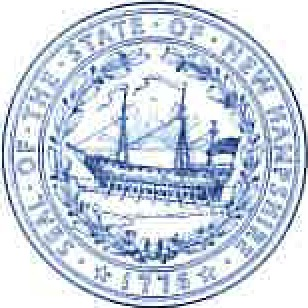 SEAL · OF · THE · STATE · OF · NEW HAMPSHIRE ·
1776